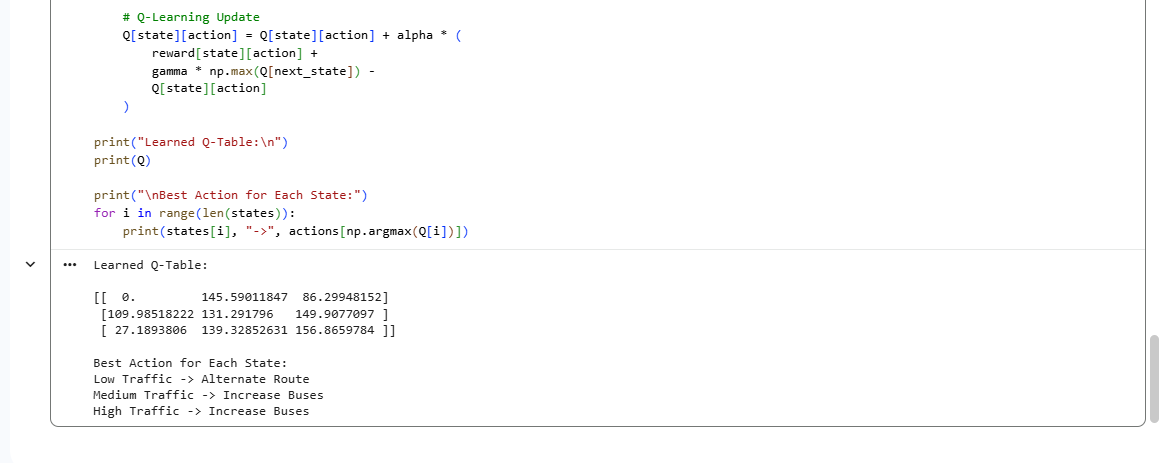 # Q-Learning Update
Q[state][action] = Q[state][action] + alpha * (
reward[state][action] +
gamma * np.max(Q[next_state]) -
Q[state][action]
)
print("Learned Q-Table:\n")
print(Q)
print("\nBest Action for Each State:")
for i in range(len(states)):
print(states[i], "->", actions[np.argmax(Q[i])])
Learned Q-Table:
[[  0.         145.59011847  86.29948152]
[109.98518222 131.291796   149.9077097 ]
[ 27.1893806  139.32852631 156.8659784 ]]
Best Action for Each State:
Low Traffic -> Alternate Route
Medium Traffic -> Increase Buses
High Traffic -> Increase Buses